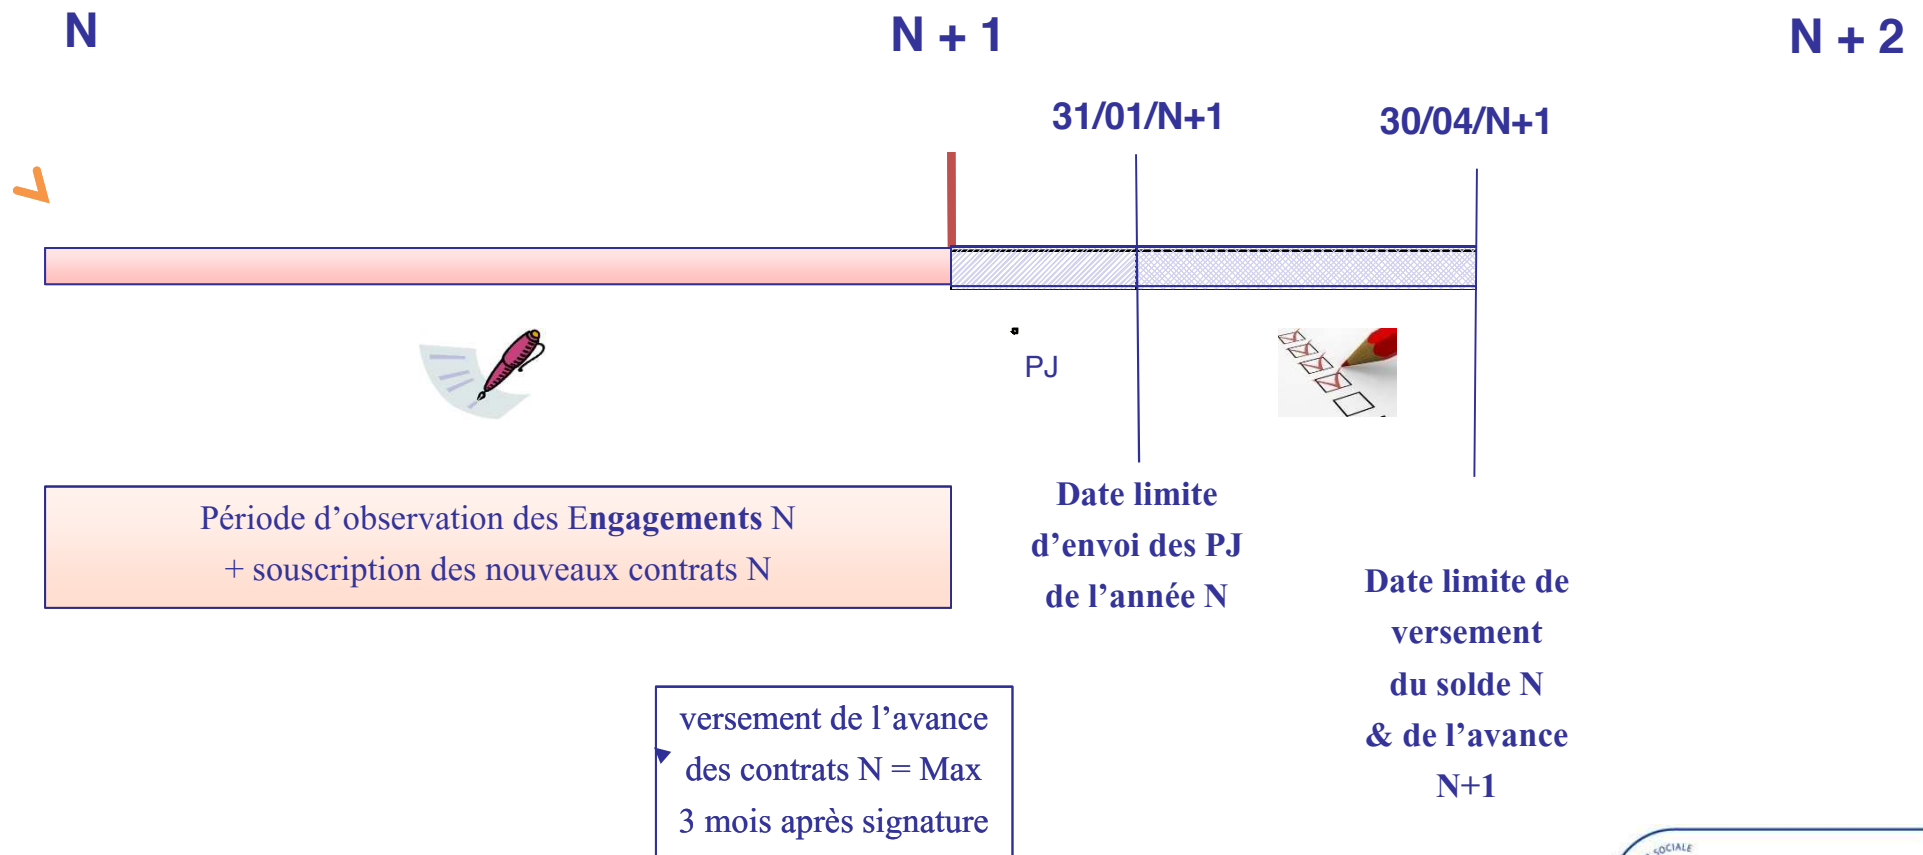 N
N + 1
N + 2
31/01/N+1
30/04/N+1
PJ
Période d’observation des Engagements N
+ souscription des nouveaux contrats N
Date limite
d’envoi des PJ
de l’année N
Date limite de
versement
du solde N
& de l’avance
N+1
versement de l’avance
des contrats N = Max
3 mois après signature
SOCIALE